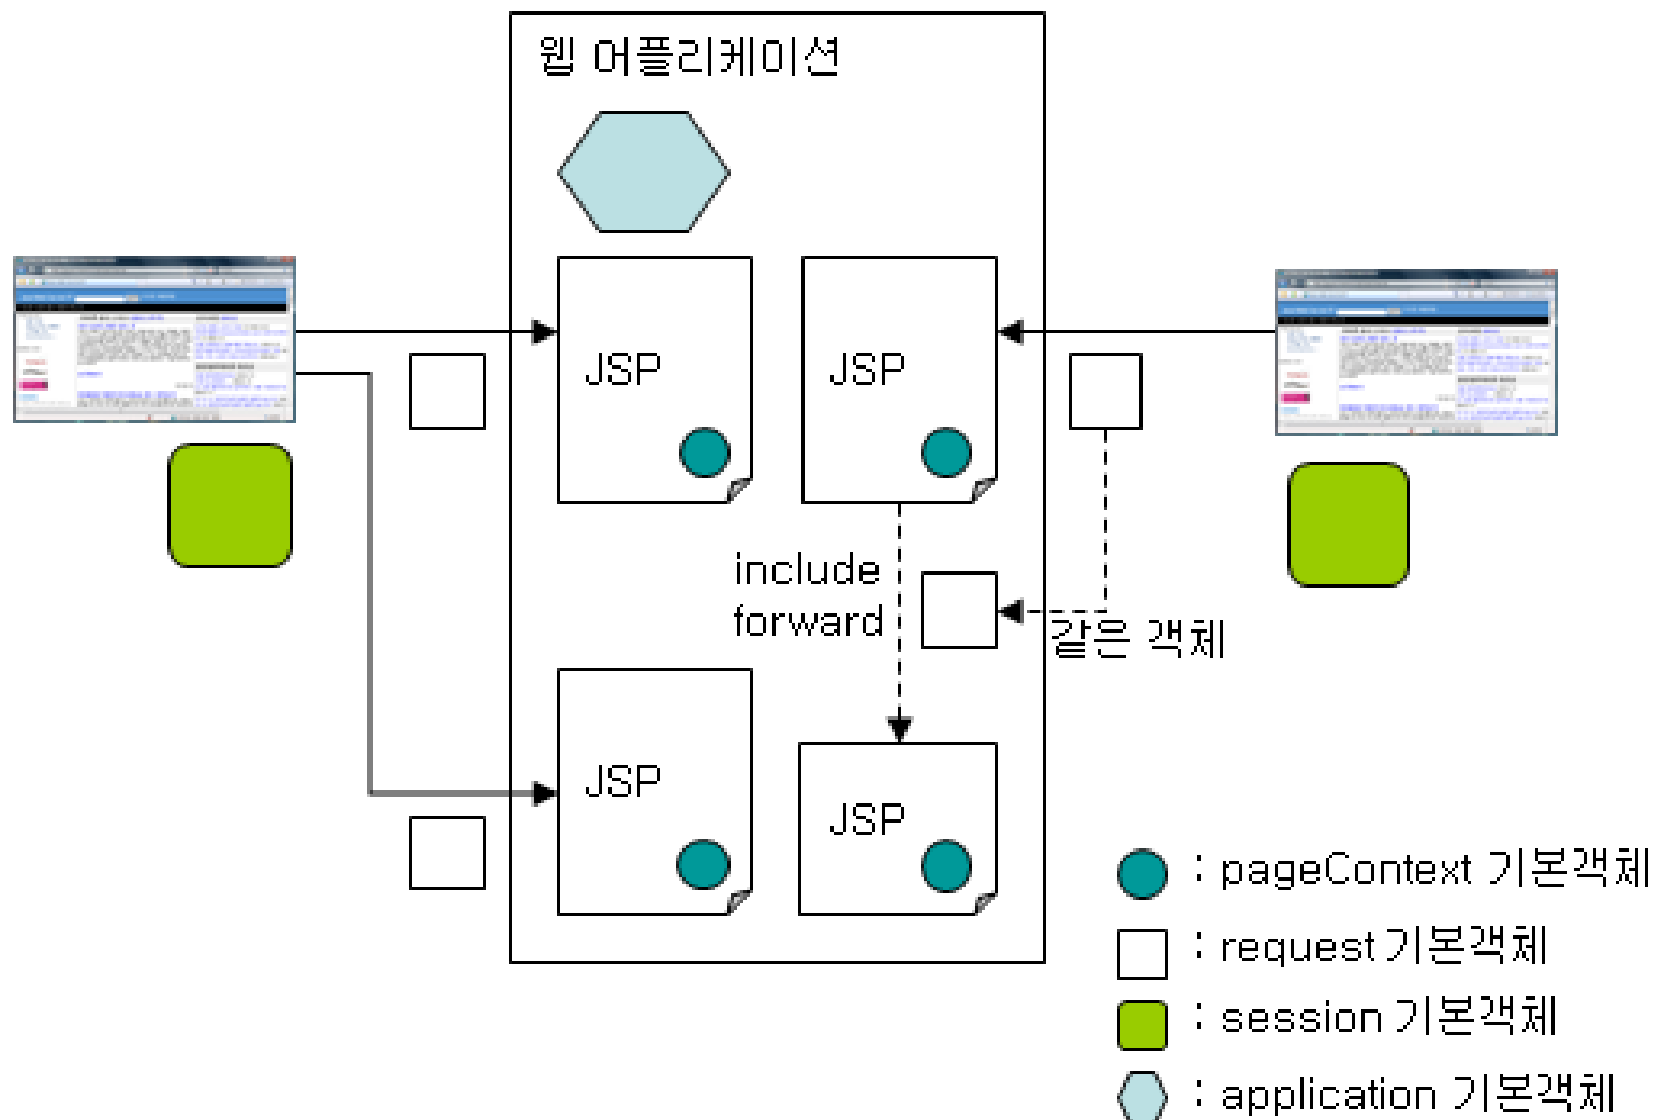 웹 어플리케이션
JSP
JSP
include
forward
같은 객체
JSP
JSP
: pageContext 기본객체
: request 기본객체
: session 기본객체
: application 기본객체